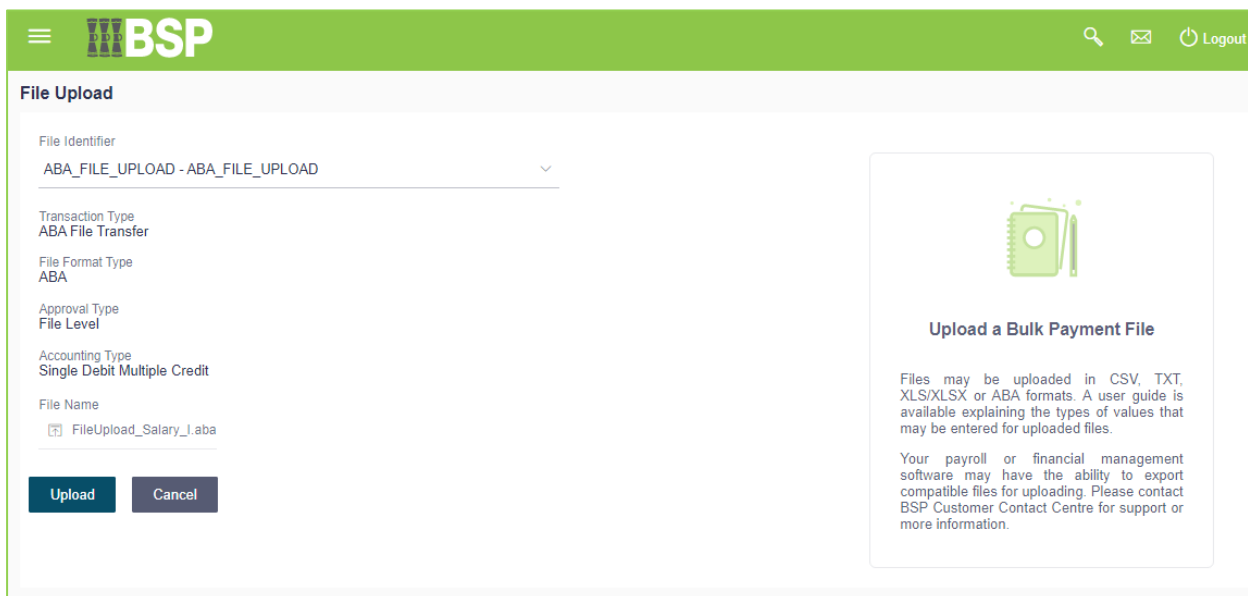 BSP
Logout
File Upload
File Identifier
ABA_FILE_UPLOAD - ABA_FILE_UPLOAD
Transaction Type
ABA File Transfer
File Format Type
ABA
Approval Type
File Level
Accounting Type
Single Debit Multiple Credit
File Name
FileUpload_Salary_I.aba
Upload
Cancel
Upload a Bulk Payment File
Files may be uploaded in CSV, TXT,
XLS/XLSX or ABA formats. A user guide is
available explaining the types of values that
may be entered for uploaded files.
Your payroll or financial management
software may have the ability to export
compatible files for uploading. Please contact
BSP Customer Contact Centre for support or
more information.